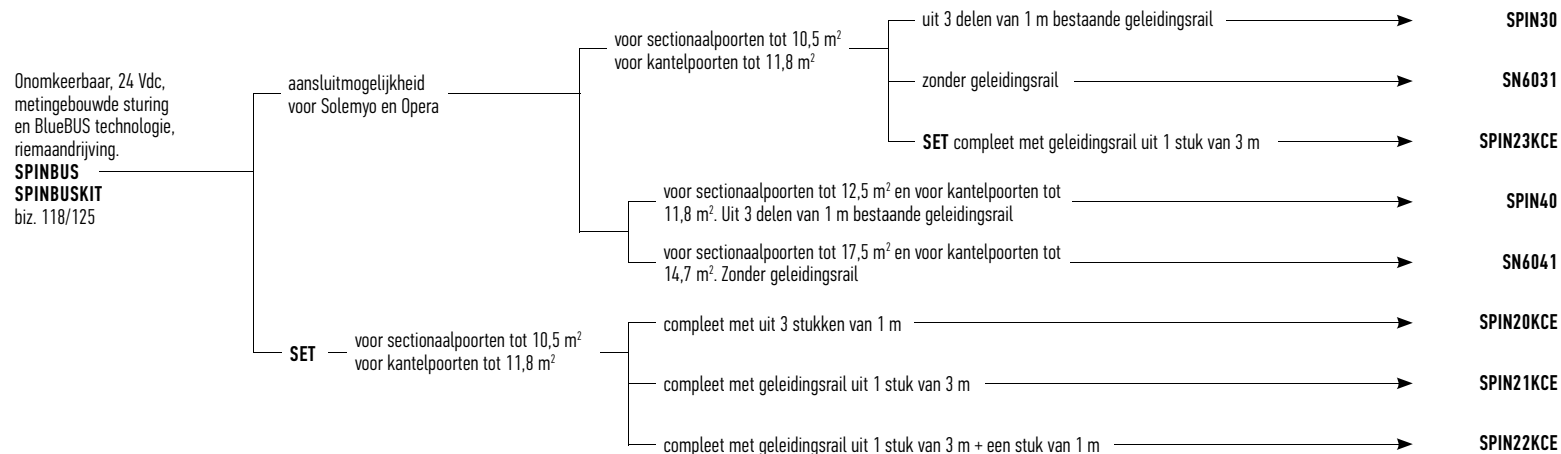 Onomkeerbaar, 24 Vdc,
metingebouwde sturing
en BlueBUS technologie,
riemaandrijving.
SPINBUS
SPINBUSKIT
biz. 118/125
aansluitmogelijkheid
voor Solemyo en Opera
voor sectionaalpoorten tot 10,5 m²
voor kantelpoorten tot 11,8 m²
uit 3 delen van 1 m bestaande geleidingsrail
SPIN30
zonder geleidingsrail
SN6031
SET compleet met geleidingsrail uit 1 stuk van 3 m
SPIN23KCE
voor sectionaalpoorten tot 12,5 m² en voor kantelpoorten tot
11,8 m². Uit 3 delen van 1 m bestaande geleidingsrail
SPIN40
voor sectionaalpoorten tot 17,5 m² en voor kantelpoorten tot
14,7 m². Zonder geleidingsrail
SN6041
SET
voor sectionaalpoorten tot 10,5 m²
voor kantelpoorten tot 11,8 m²
compleet met uit 3 stukken van 1 m
SPIN20KCE
compleet met geleidingsrail uit 1 stuk van 3 m
SPIN21KCE
compleet met geleidingsrail uit 1 stuk van 3 m + een stuk van 1 m
SPIN22KCE